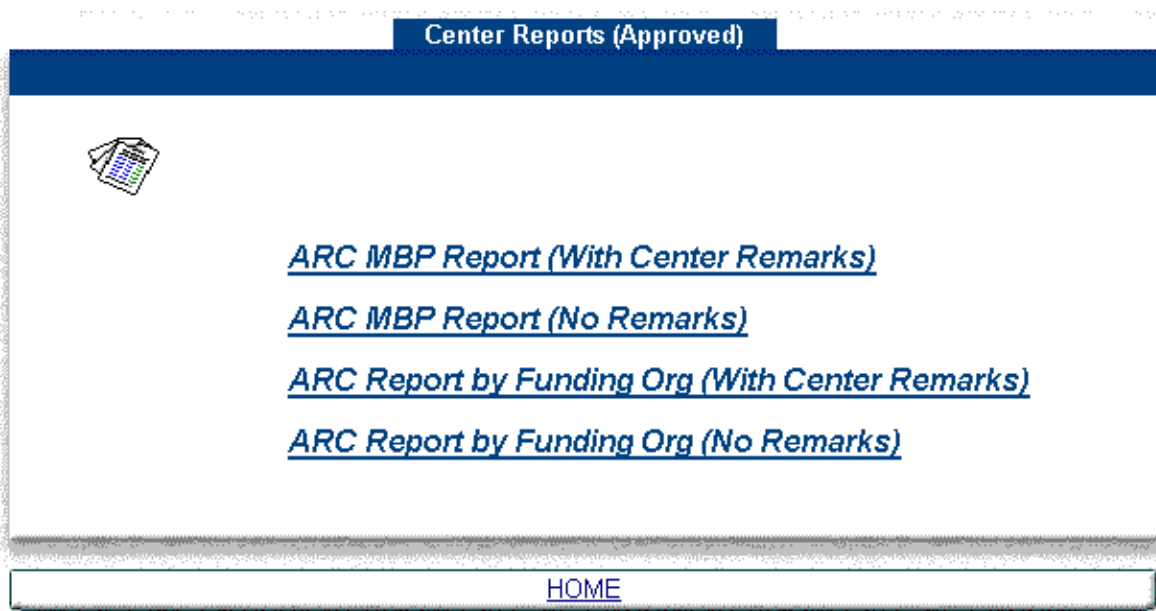 Center Reports (Approved)
ARC MBP Report (With Center Remarks)
ARC MBP Report (No Remarks)
ARC Report by Funding Org (With Center Remarks)
ARC Report by Funding Org (No Remarks)
HOME